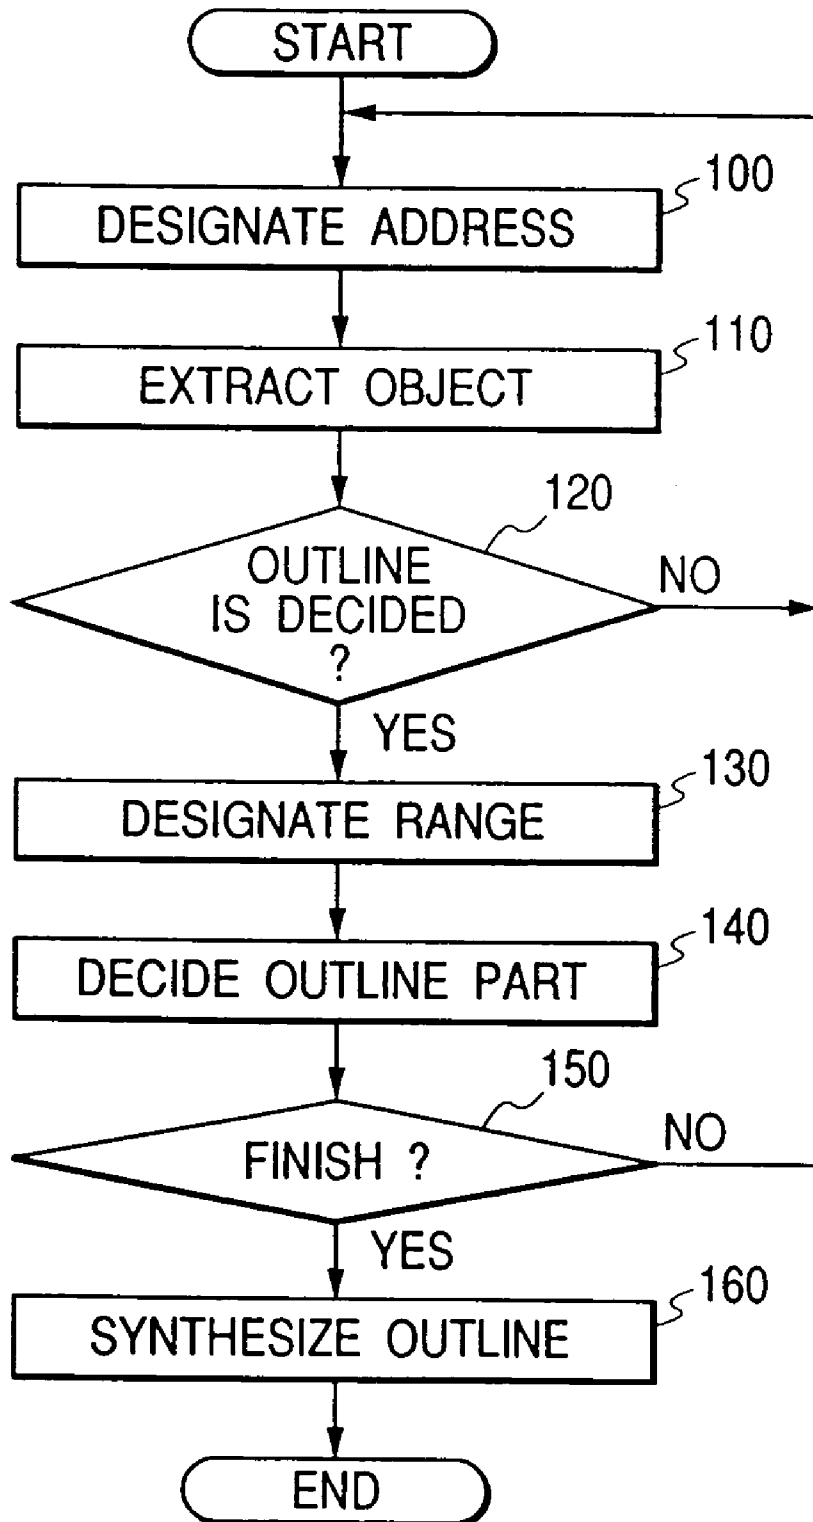 START
100
DESIGNATE ADDRESS
110
EXTRACT OBJECT
120
OUTLINE
IS DECIDED
?
NO
YES
130
DESIGNATE RANGE
140
DECIDE OUTLINE PART
150
FINISH ?
NO
YES
160
SYNTHESIZE OUTLINE
END